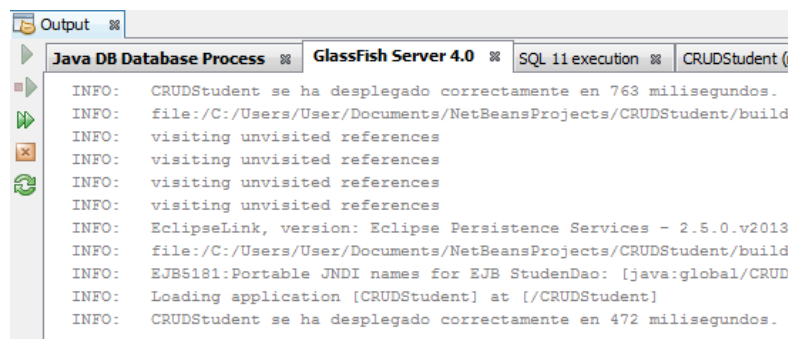 Output
Java DB Database Process GlassFish Server 4.0 SQL 11 execution CRUDStudent (
INFO: CRUDStudent se ha desplegado correctamente en 763 milisegundos.
INFO: file:/C:/Users/User/Documents/NetBeansProjects/CRUDStudent/build
INFO: visiting unvisited references
INFO: visiting unvisited references
INFO: visiting unvisited references
INFO: visiting unvisited references
INFO: EclipseLink, version: Eclipse Persistence Services - 2.5.0.v2013
INFO: file:/C:/Users/User/Documents/NetBeansProjects/CRUDStudent/build
INFO: EJB5181:Portable JNDI names for EJB StudenDao: [java:global/CRUD
INFO: Loading application [CRUDStudent] at [/CRUDStudent]
INFO: CRUDStudent se ha desplegado correctamente en 472 milisegundos.